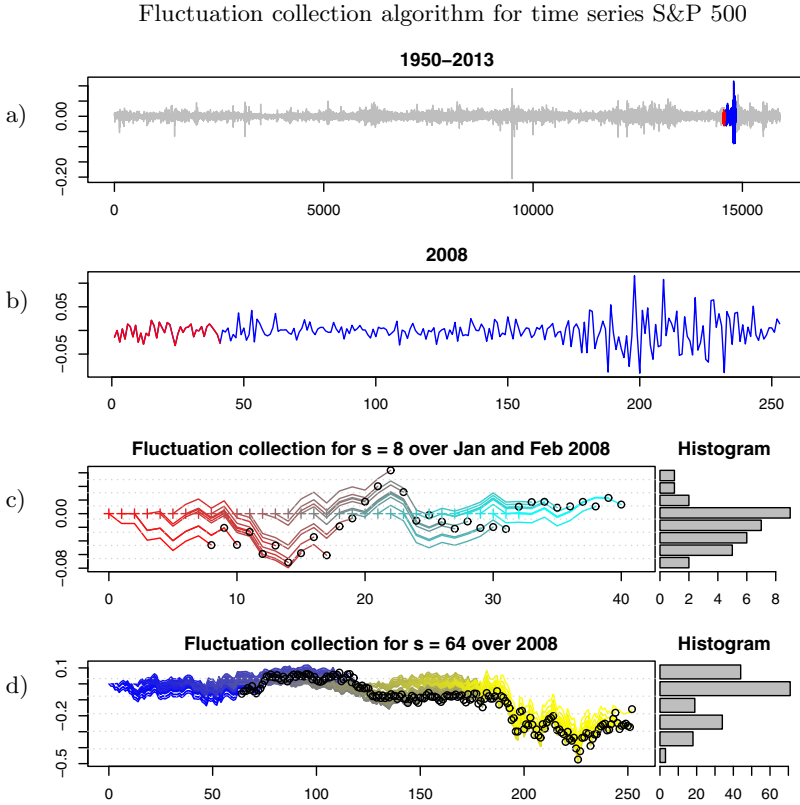 Fluctuation collection algorithm for time series S&P 500
1950−2013
a)
0.00
−0.20
0 5000 10000 15000
2008
b)
0.05
−0.05
0 50 100 150 200 250
Fluctuation collection for s = 8 over Jan and Feb 2008 Histogram
c)
0.00
−0.08
0 10 20 30 40 0 2 4 6 8
Fluctuation collection for s = 64 over 2008 Histogram
d)
0.1
−0.2
−0.5
0 50 100 150 200 250 0 20 40 60